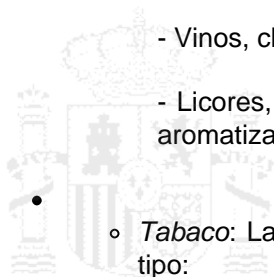 - Vinos, cl
- Licores,
aromatiza
•
◦ Tabaco: La
tipo: